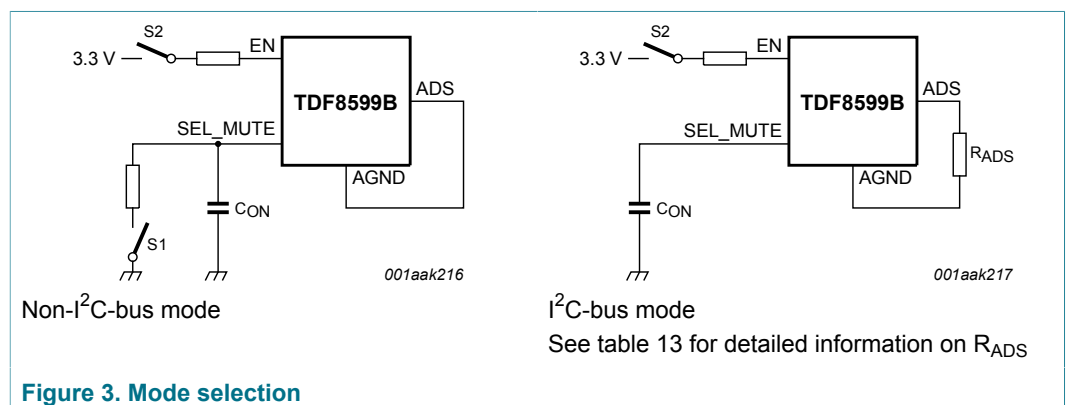 S2
3.3 V
EN
TDF8599B
ADS
SEL_MUTE
AGND
CON
S1
001aak216
Non-I²C-bus mode
S2
3.3 V
EN
TDF8599B
ADS
SEL_MUTE
RADS
AGND
CON
001aak217
I²C-bus mode
See table 13 for detailed information on RADS
Figure 3. Mode selection